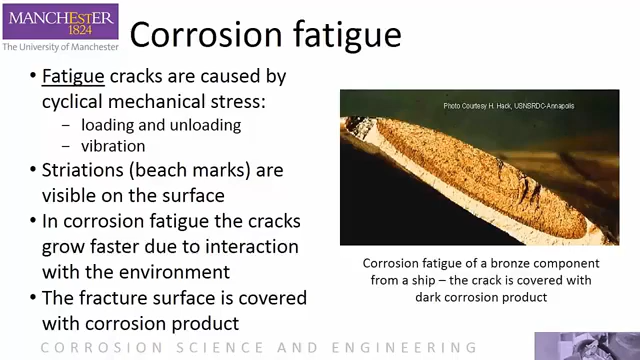 MANCHESTER
1824
The University of Manchester
Corrosion fatigue
• Fatigue cracks are caused by
cyclical mechanical stress:
– loading and unloading
– vibration
• Striations (beach marks) are
visible on the surface
• In corrosion fatigue the cracks
grow faster due to interaction
with the environment
• The fracture surface is covered
with corrosion product
Photo Courtesy H. Hack, USNSRDC-Annapolis
Corrosion fatigue of a bronze component
from a ship – the crack is covered with
dark corrosion product
CORROSION SCIENCE AND ENGINEERING